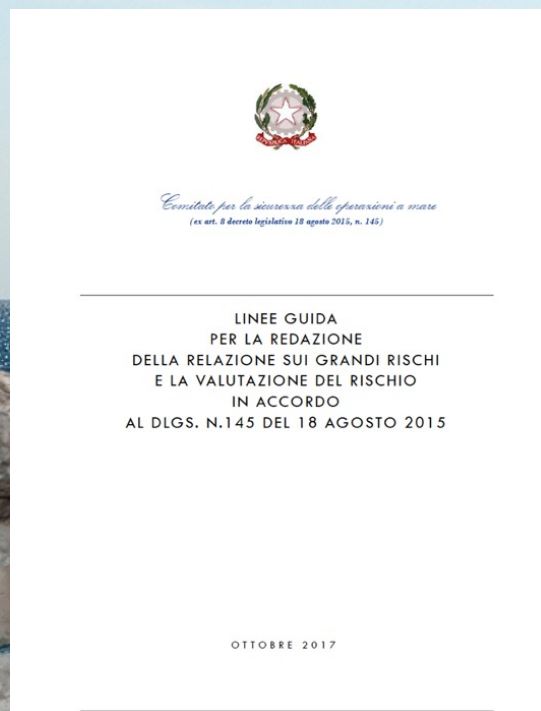 REPVBBLICA ITALIANA
Comitato per la sicurezza delle operazioni a mare
(ex art. 8 decreto legislativo 18 agosto 2015, n. 145)
LINEE GUIDA
PER LA REDAZIONE
DELLA RELAZIONE SUI GRANDI RISCHI
E LA VALUTAZIONE DEL RISCHIO
IN ACCORDO
AL DLGS. N.145 DEL 18 AGOSTO 2015
OTTOBRE 2017